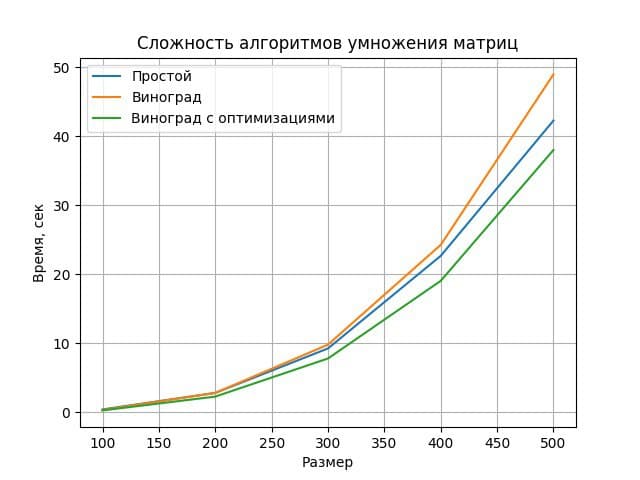 Сложность алгоритмов умножения матриц
Простой
Виноград
Виноград с оптимизациями
Время, сек
50
40
30
20
10
0
100 150 200 250 300 350 400 450 500
Размер